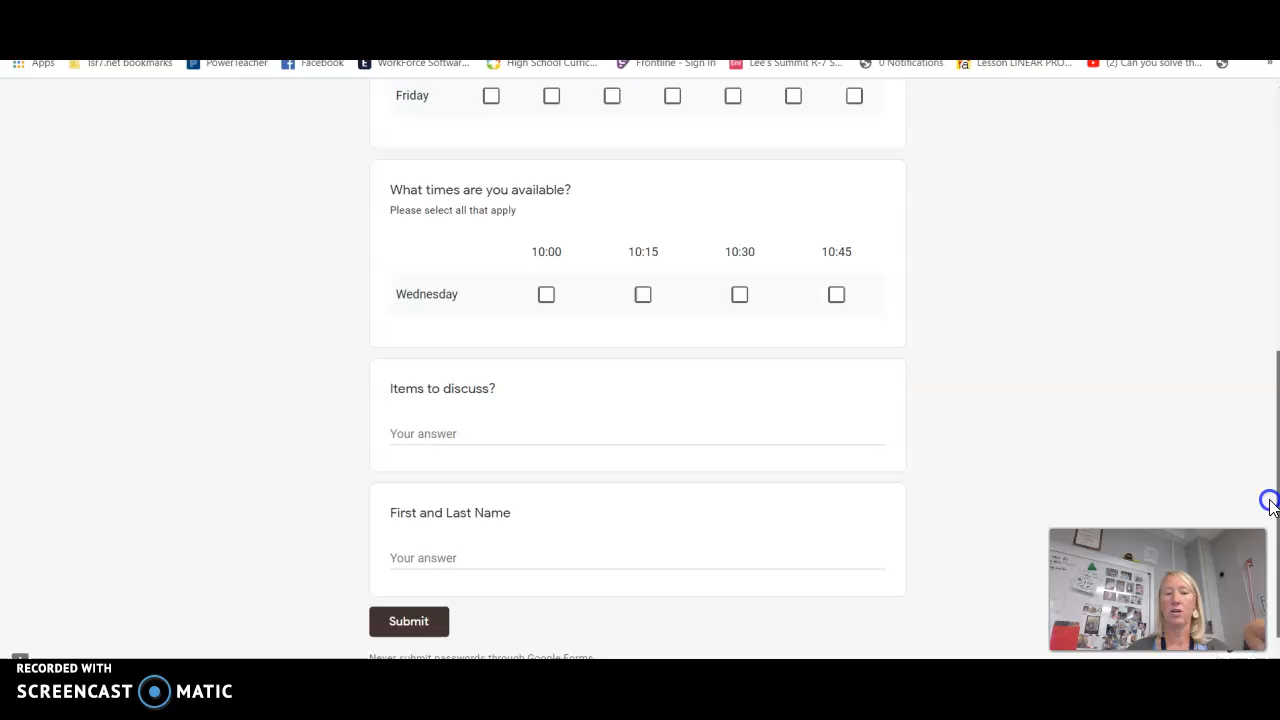 Apps lsr7.net bookmarks PowerTeacher Facebook WorkForce Softwar... High School Curric... Frontline - Sign In Lee's Summit R-7 S... 0 Notifications Lesson LINEAR PRO... (2) Can you solve th... »
Friday
What times are you available?
Please select all that apply
10:00 10:15 10:30 10:45
Wednesday
Items to discuss?
Your answer
First and Last Name
Your answer
Submit
Never submit passwords through Google Forms.
RECORDED WITH
SCREENCAST MATIC